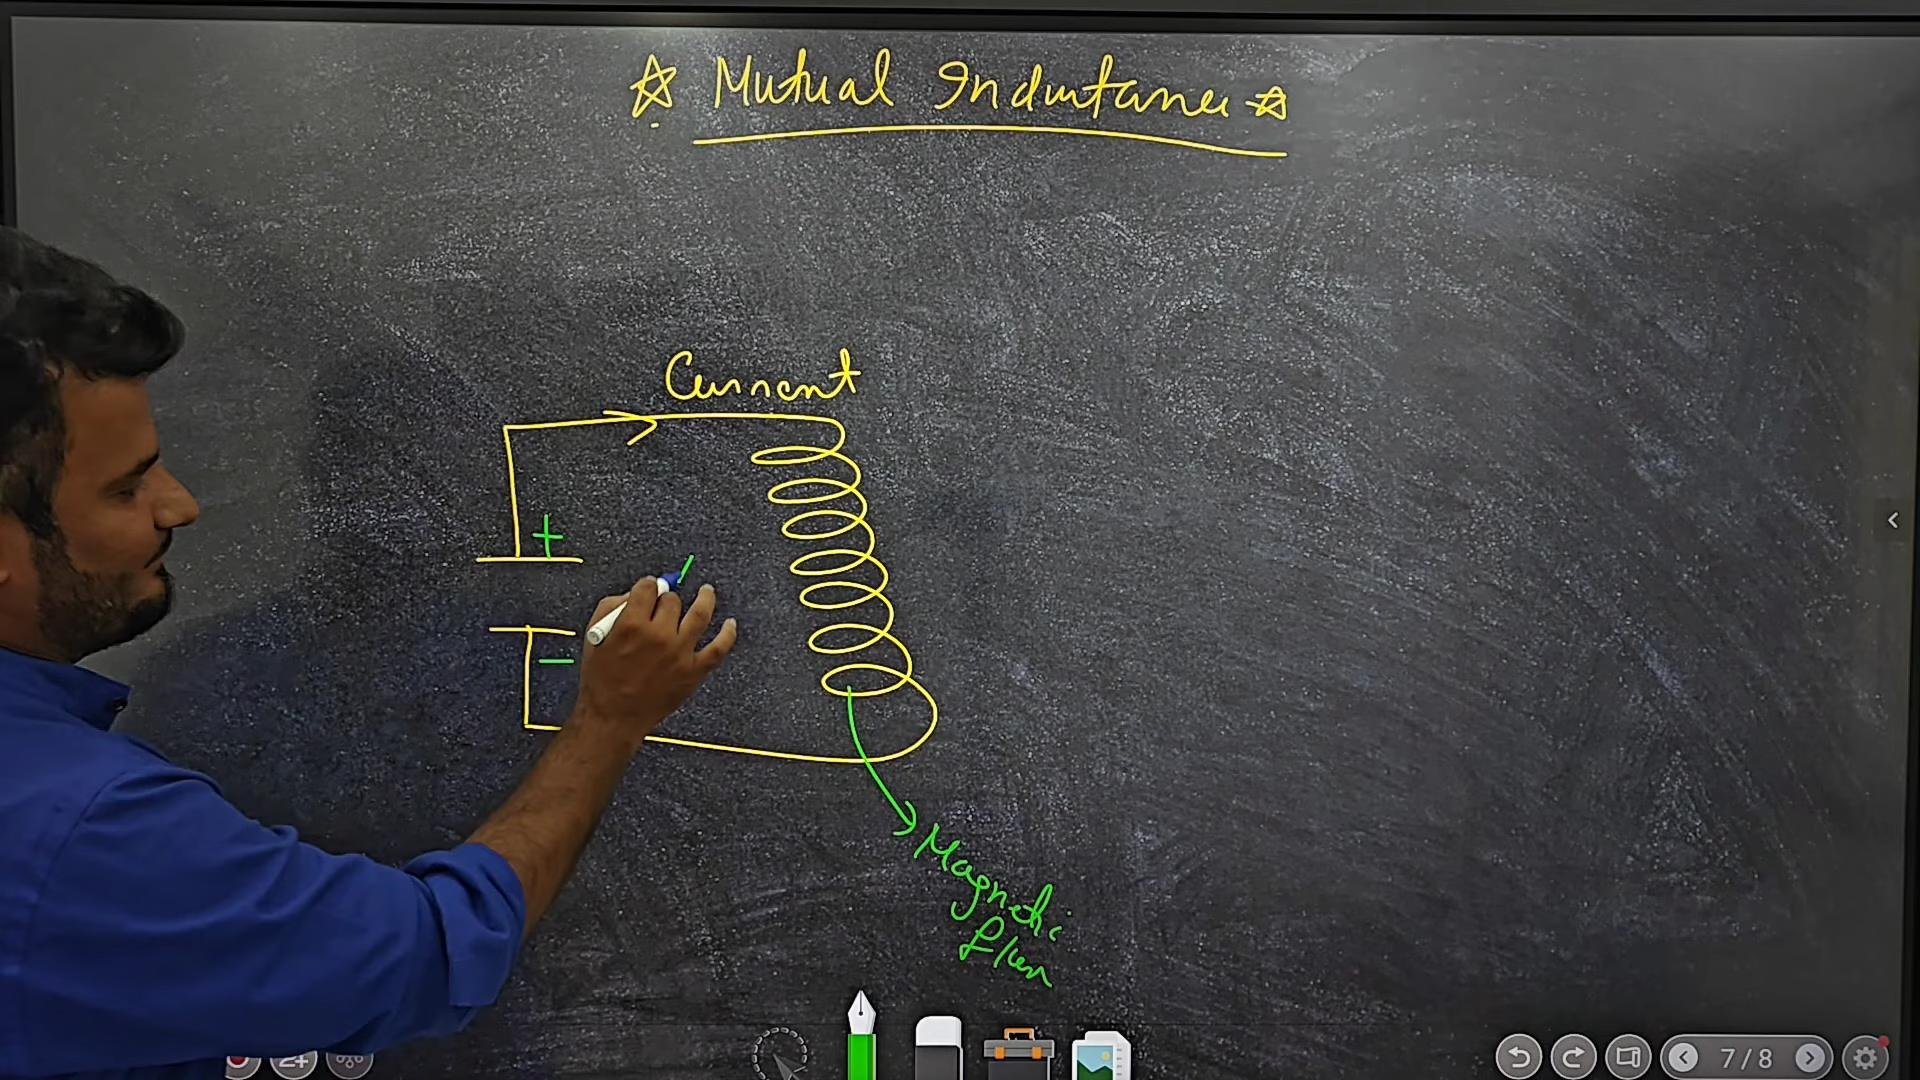 ☆ Mutual Inductance ☆
Current
+
-
Magnetic
flux
7/8